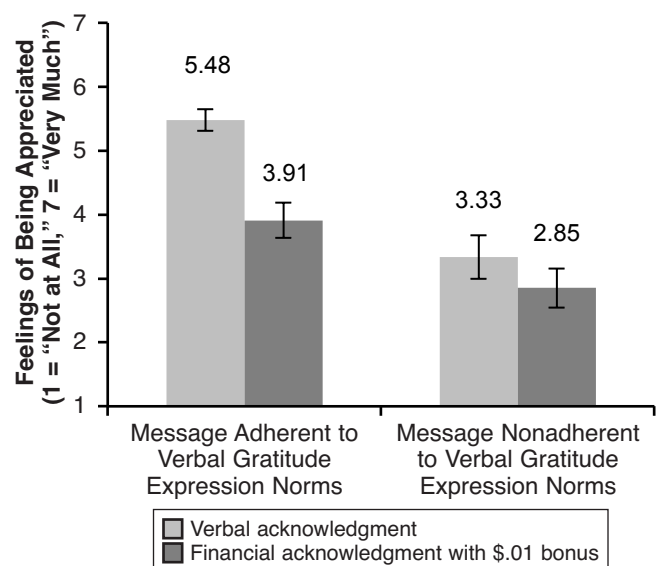 Feelings of Being Appreciated
(1 = “Not at All,” 7 = “Very Much”)
7
6
5
4
3
2
1
5.48
3.91
3.33
2.85
Message Adherent to
Verbal Gratitude
Expression Norms
Message Nonadherent
to Verbal Gratitude
Expression Norms
Verbal acknowledgment
Financial acknowledgment with $.01 bonus